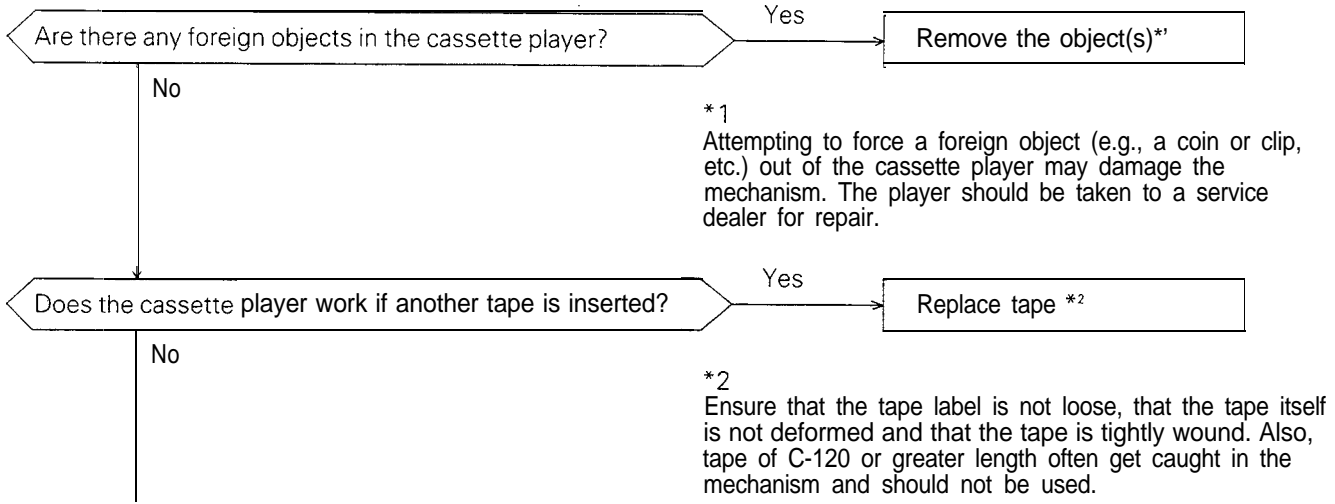 Yes
Are there any foreign objects in the cassette player?
Remove the object(s)*'
No
*1
Attempting to force a foreign object (e.g., a coin or clip,
etc.) out of the cassette player may damage the
mechanism. The player should be taken to a service
dealer for repair.
Yes
Does the cassette player work if another tape is inserted?
Replace tape *2
No
*2
Ensure that the tape label is not loose, that the tape itself
is not deformed and that the tape is tightly wound. Also,
tape of C-120 or greater length often get caught in the
mechanism and should not be used.